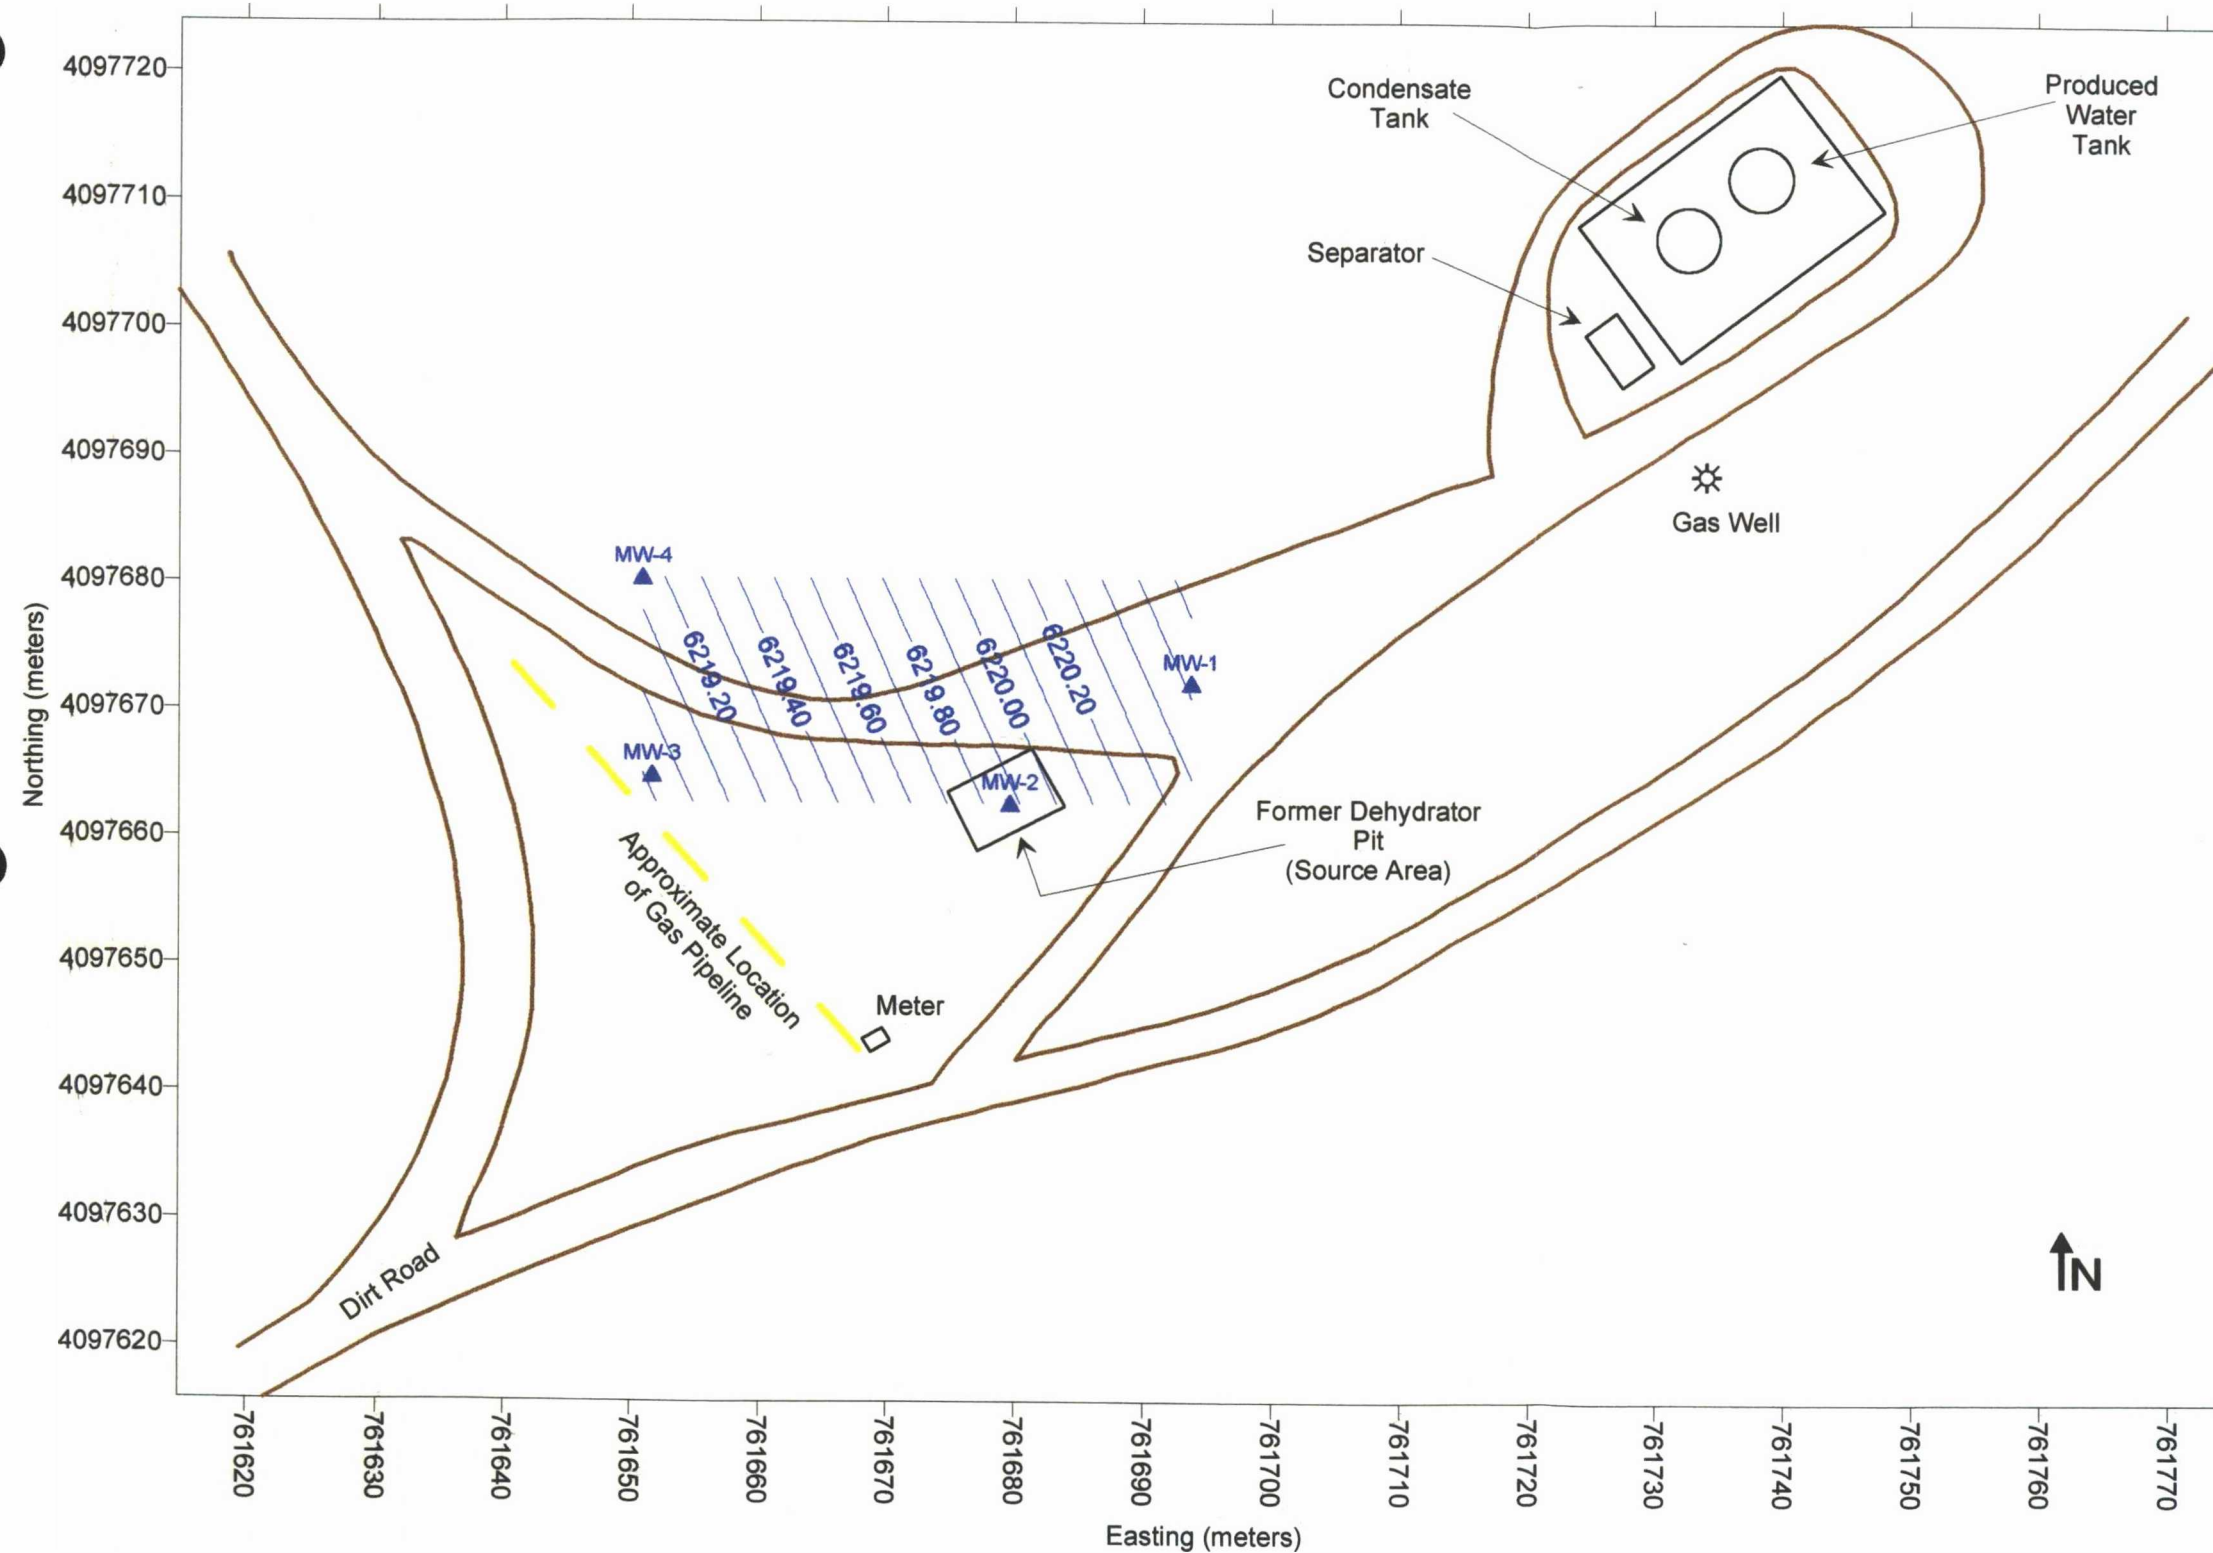 4097720
4097710
4097700
4097690
4097680
4097670
4097660
4097650
4097640
4097630
4097620
Northing (meters)
Condensate
Tank
Produced
Water
Tank
Separator
Gas Well
MW-4
MW-1
MW-3
MW-2
6219.20
6219.40
6219.60
6219.80
6220.00
6220.20
Former Dehydrator
Pit
(Source Area)
Approximate Location
of Gas Pipeline
Meter
Dirt Road
N
761620
761630
761640
761650
761660
761670
761680
761690
761700
761710
761720
761730
761740
761750
761760
761770
Easting (meters)